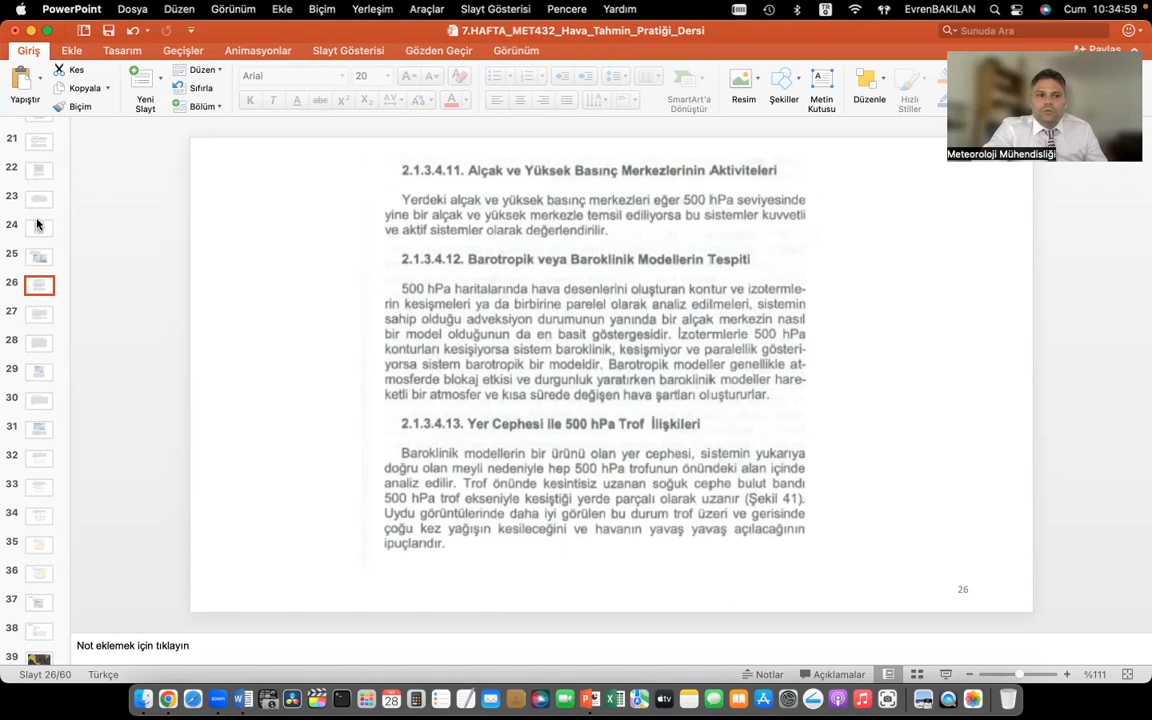 PowerPoint Dosya Düzen Görünüm Ekle Biçim Yerleşim Araçlar Slayt Gösterisi Pencere Yardım EvrenBAKILAN Cum 10:34:59
7.HAFTA_MET432_Hava_Tahmin_Pratiği_Dersi
Sunuda Ara
Giriş Ekle Tasarım Geçişler Animasyonlar Slayt Gösterisi Gözden Geçir Görünüm Paylaş
Yapıştır
Kes
Kopyala
Biçim
Yeni
Slayt
Düzen
Sıfırla
Bölüm
Arial 20
SmartArt'a
Dönüştür
Resim
Şekiller
Metin
Kutusu
Düzenle
Hızlı
Stiller
Meteoroloji Mühendisliği
21
22
23
24
25
26
27
28
29
30
31
32
33
34
35
36
37
38
39
2.1.3.4.11. Alçak ve Yüksek Basınç Merkezlerinin Aktiviteleri
Yerdeki alçak ve yüksek basınç merkezleri eğer 500 hPa seviyesinde
yine bir alçak ve yüksek merkezle temsil ediliyorsa bu sistemler kuvvetli
ve aktif sistemler olarak değerlendirilir.
2.1.3.4.12. Barotropik veya Baroklinik Modellerin Tespiti
500 hPa haritalarında hava desenlerini oluşturan kontur ve izotermle-
rin kesişmeleri ya da birbirine parelel olarak analiz edilmeleri, sistemin
sahip olduğu adveksiyon durumunun yanında bir alçak merkezin nasıl
bir model olduğunun da en basit göstergesidir. İzotermlerle 500 hPa
konturları kesişiyorsa sistem baroklinik, kesişmiyor ve paralellik gösteri-
yorsa sistem barotropik bir modeldir. Barotropik modeller genellikle at-
mosferde blokaj etkisi ve durgunluk yaratırken baroklinik modeller hare-
ketli bir atmosfer ve kısa sürede değişen hava şartları oluştururlar.
2.1.3.4.13. Yer Cephesi ile 500 hPa Trof İlişkileri
Baroklinik modellerin bir ürünü olan yer cephesi, sistemin yukarıya
doğru olan meyli nedeniyle hep 500 hPa trofunun önündeki alan içinde
analiz edilir. Trof önünde kesintisiz uzanan soğuk cephe bulut bandı
500 hPa trof ekseniyle kesiştiği yerde parçalı olarak uzanır (Şekil 41).
Uydu görüntülerinde daha iyi görülen bu durum trof üzeri ve gerisinde
çoğu kez yağışın kesileceğini ve havanın yavaş yavaş açılacağının
ipuçlarıdır.
26
Not eklemek için tıklayın
Slayt 26/60 Türkçe Notlar Açıklamalar %111